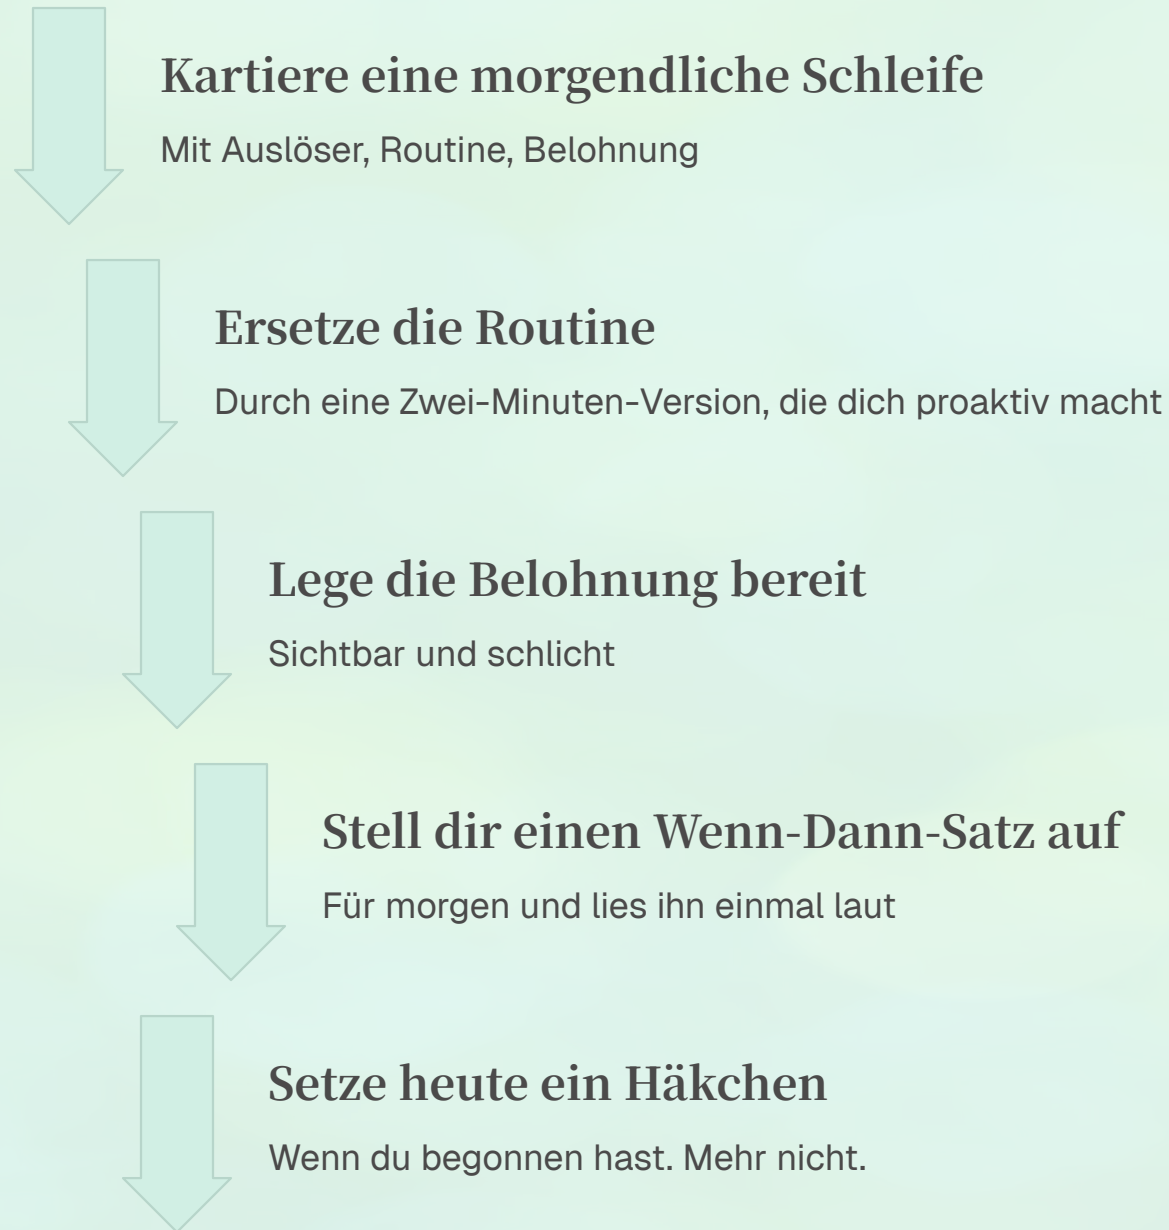 Kartiere eine morgendliche Schleife
Mit Auslöser, Routine, Belohnung
Ersetze die Routine
Durch eine Zwei-Minuten-Version, die dich proaktiv macht
Lege die Belohnung bereit
Sichtbar und schlicht
Stell dir einen Wenn-Dann-Satz auf
Für morgen und lies ihn einmal laut
Setze heute ein Häkchen
Wenn du begonnen hast. Mehr nicht.